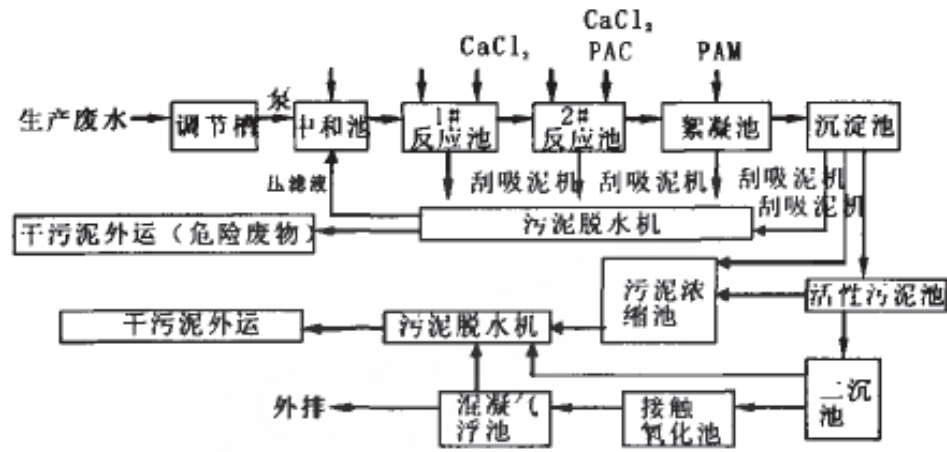 CaCl₂
CaCl₂
PAC
PAM
生产废水
调节槽
泵
中和池
1#
反应池
2#
反应池
絮凝池
沉淀池
压滤液
刮吸泥机
刮吸泥机
刮吸泥机
刮吸泥机
干污泥外运（危险废物）
污泥脱水机
污泥浓
缩池
活性污泥池
干污泥外运
污泥脱水机
二沉
池
外排
混凝气
浮池
接触
氧化池